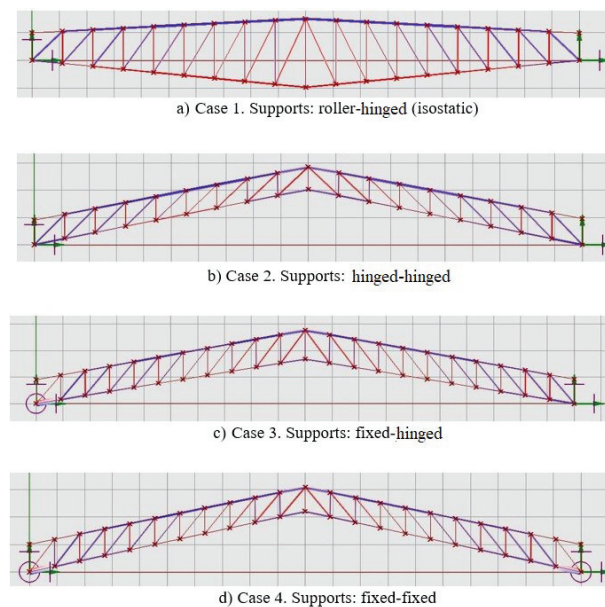 a) Case 1. Supports: roller-hinged (isostatic)
b) Case 2. Supports: hinged-hinged
c) Case 3. Supports: fixed-hinged
d) Case 4. Supports: fixed-fixed